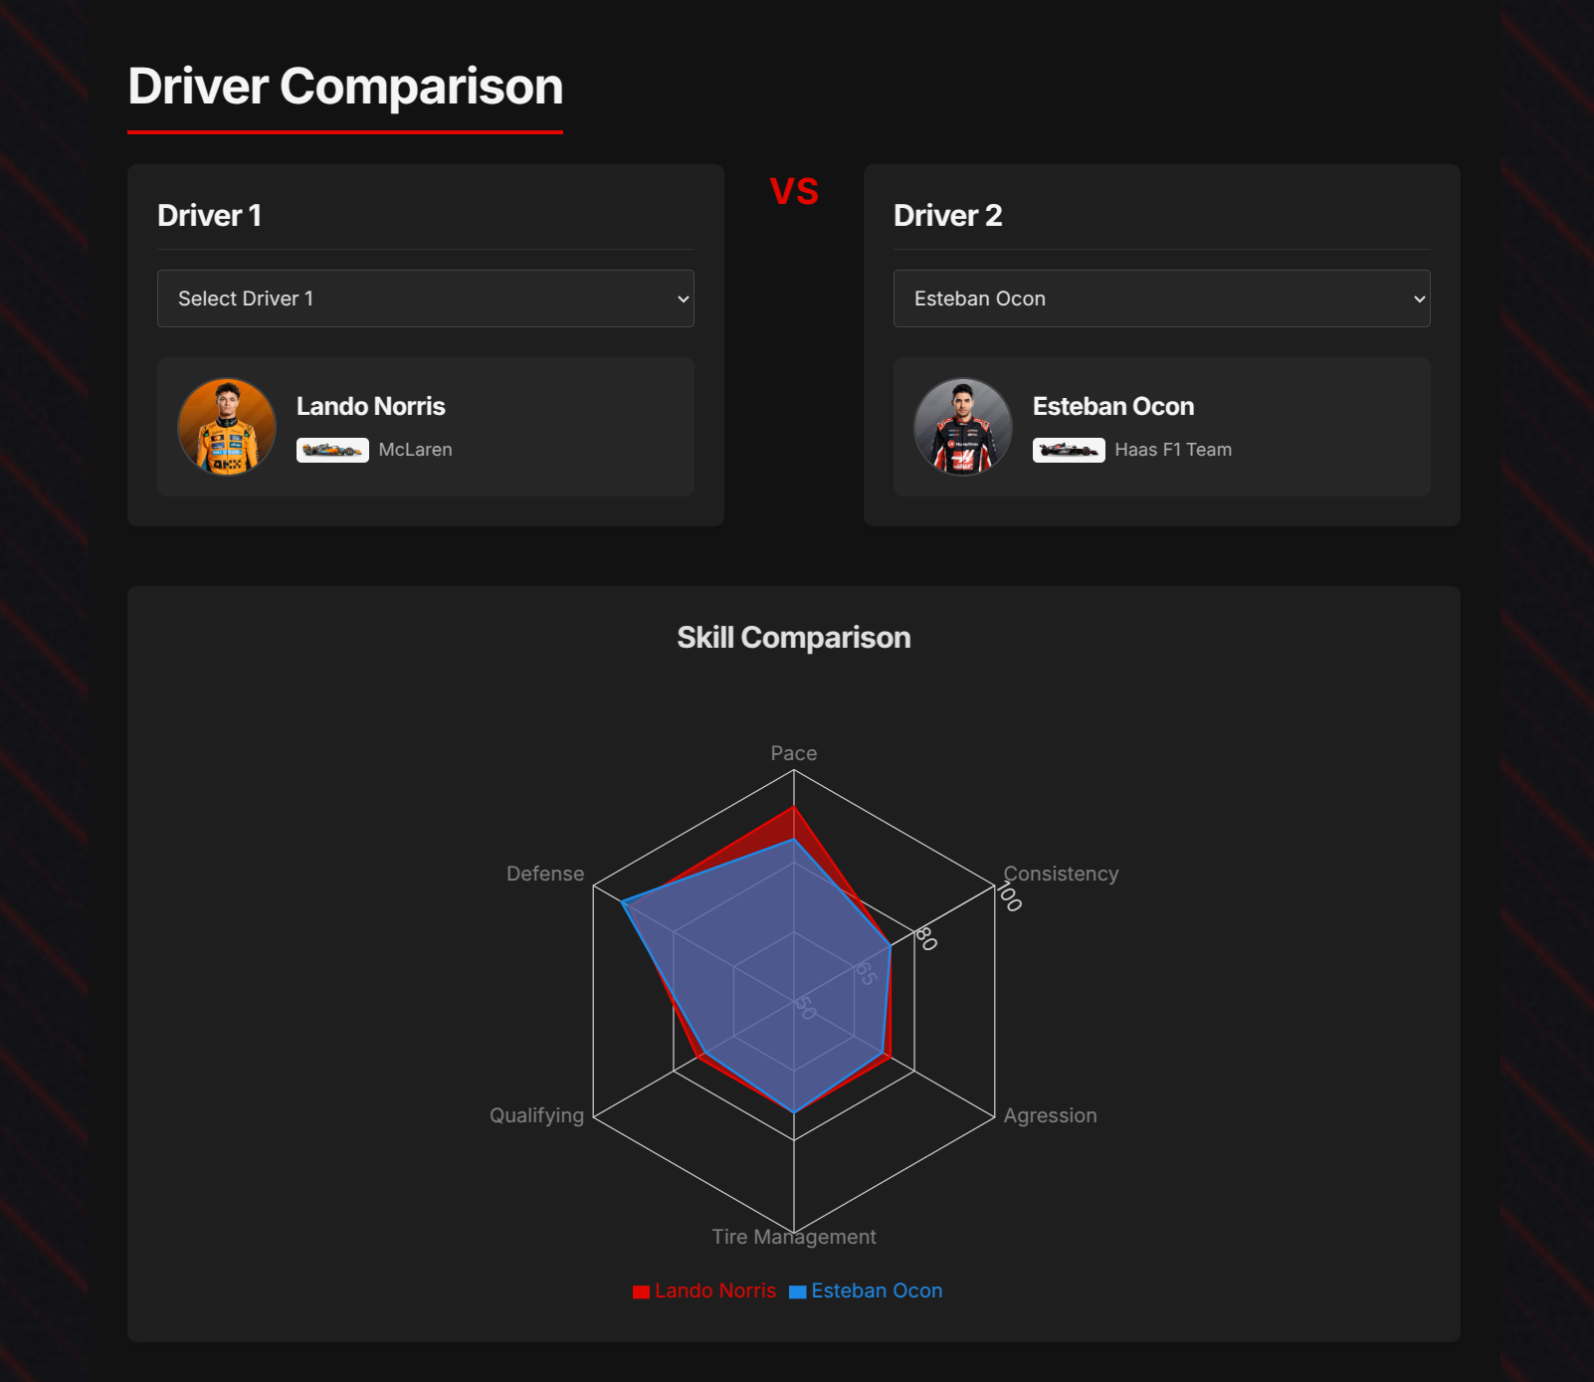 Driver Comparison
Driver 1
VS
Driver 2
Select Driver 1
Esteban Ocon
Lando Norris
McLaren
Esteban Ocon
Haas F1 Team
Skill Comparison
Pace
Defense
Consistency
100
80
65
50
Qualifying
Agression
Tire Management
Lando Norris
Esteban Ocon